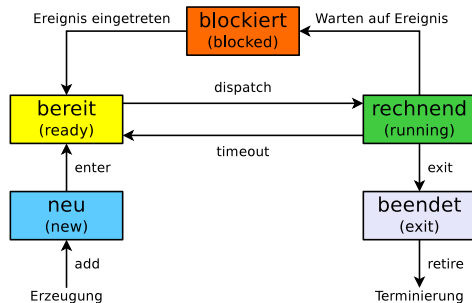 Ereignis eingetreten
blockiert
(blocked)
Warten auf Ereignis
bereit
(ready)
dispatch
rechnend
(running)
timeout
enter
exit
neu
(new)
beendet
(exit)
add
retire
Erzeugung
Terminierung